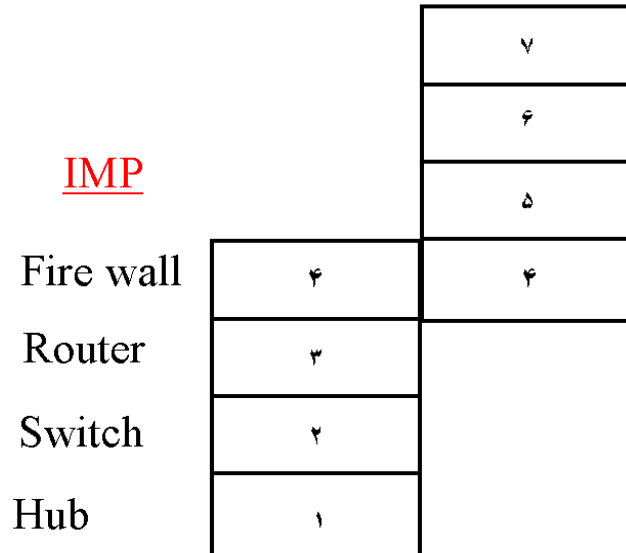 ۷
۶
IMP
۵
Fire wall ۴ ۴
Router ۳
Switch ۲
Hub ۱